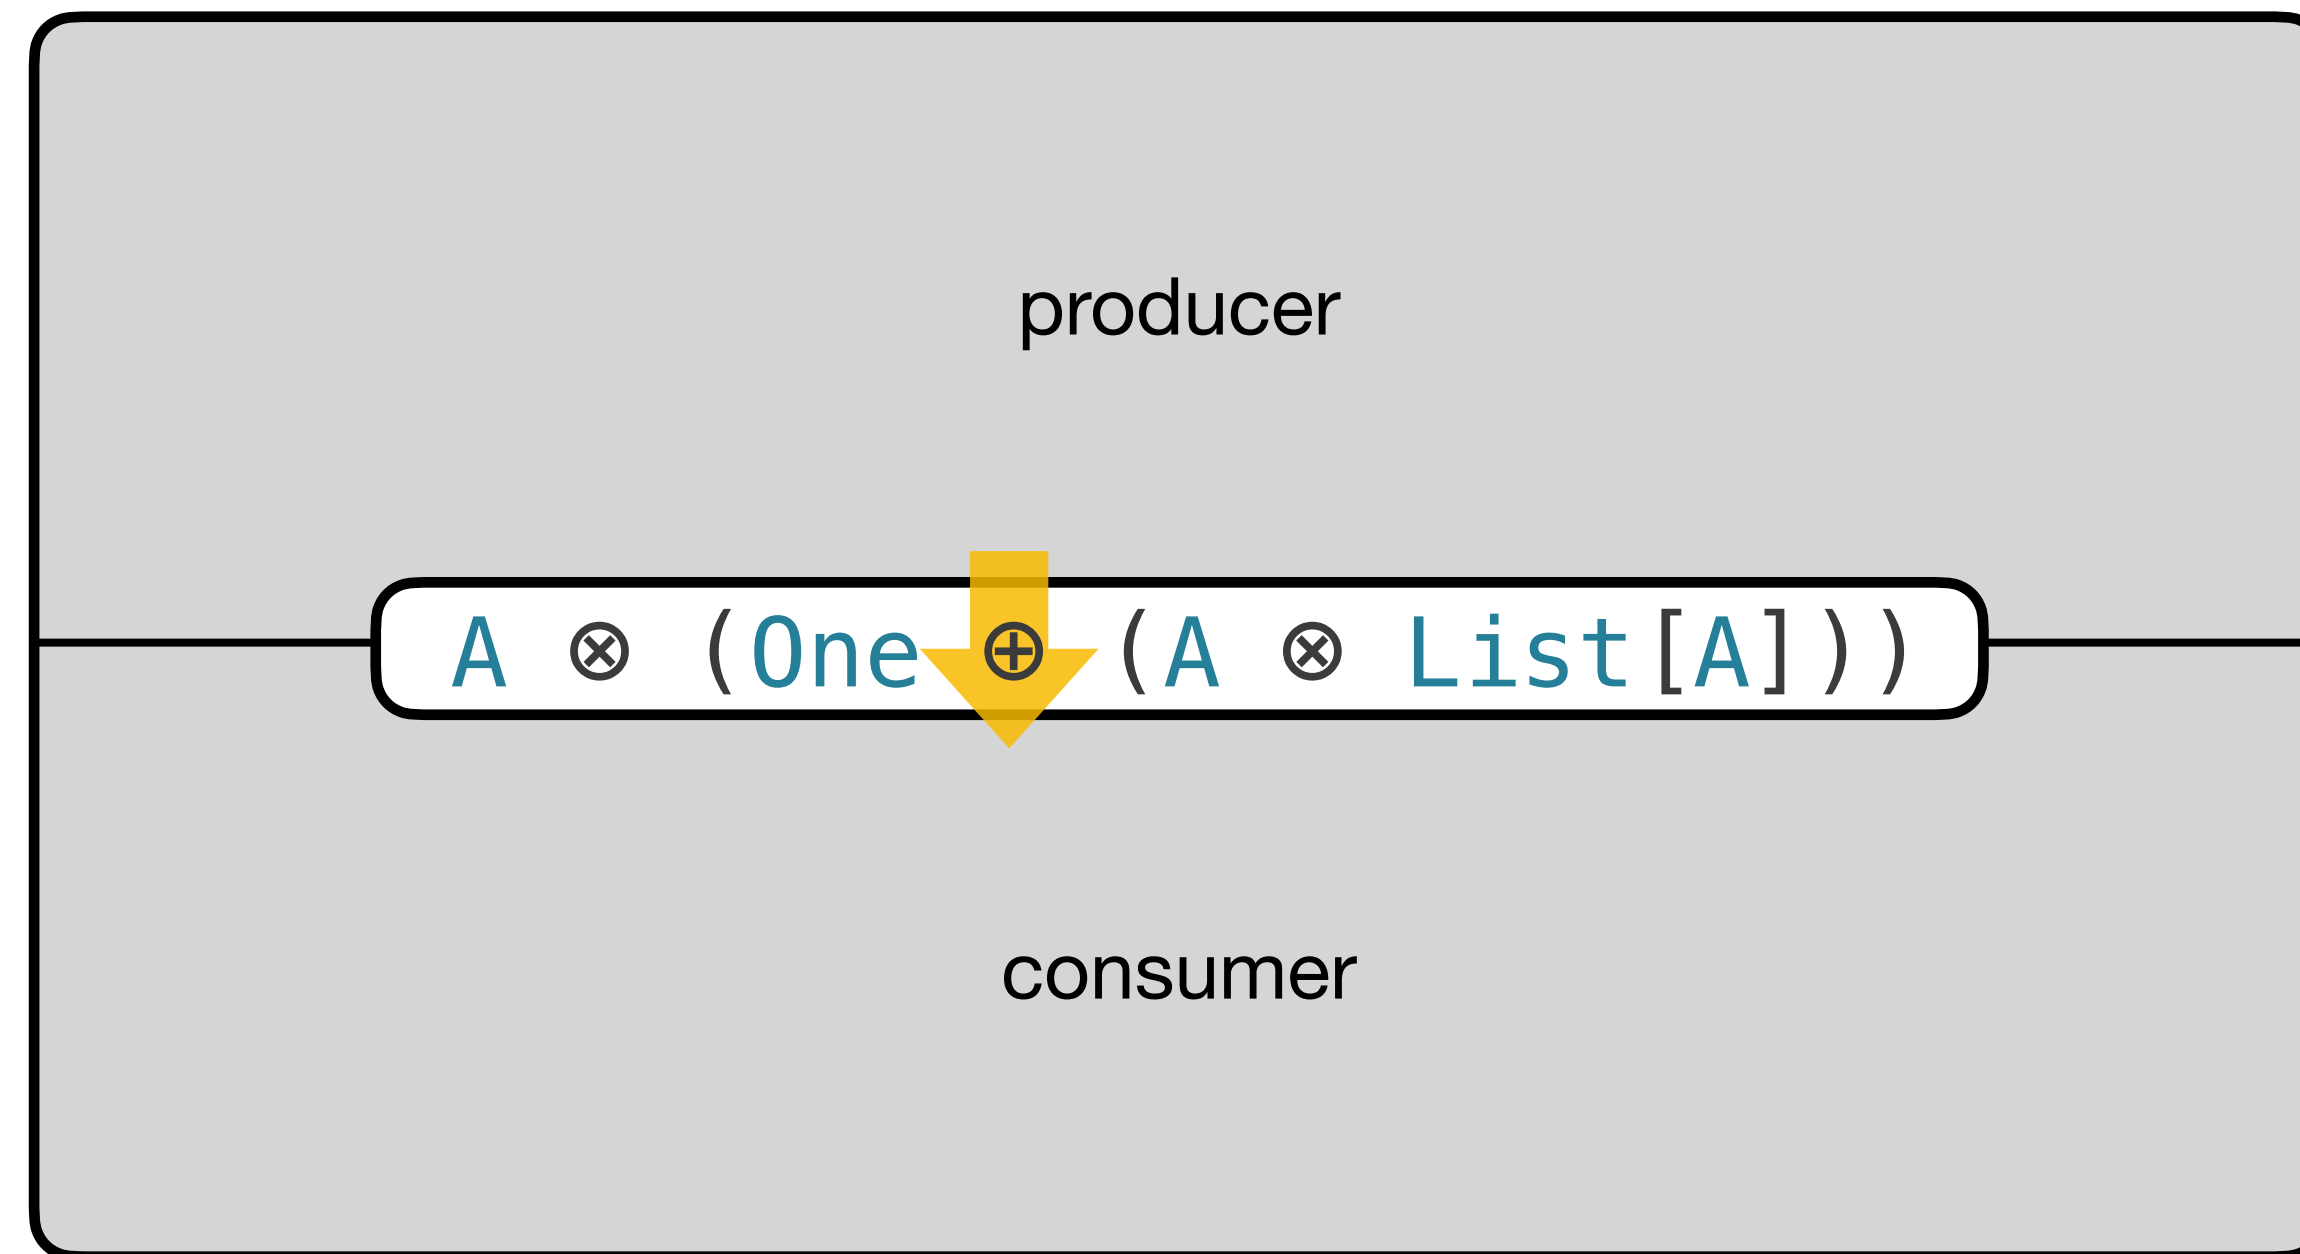 producer
A ⊗ (One ⊕ (A ⊗ List[A]))
consumer